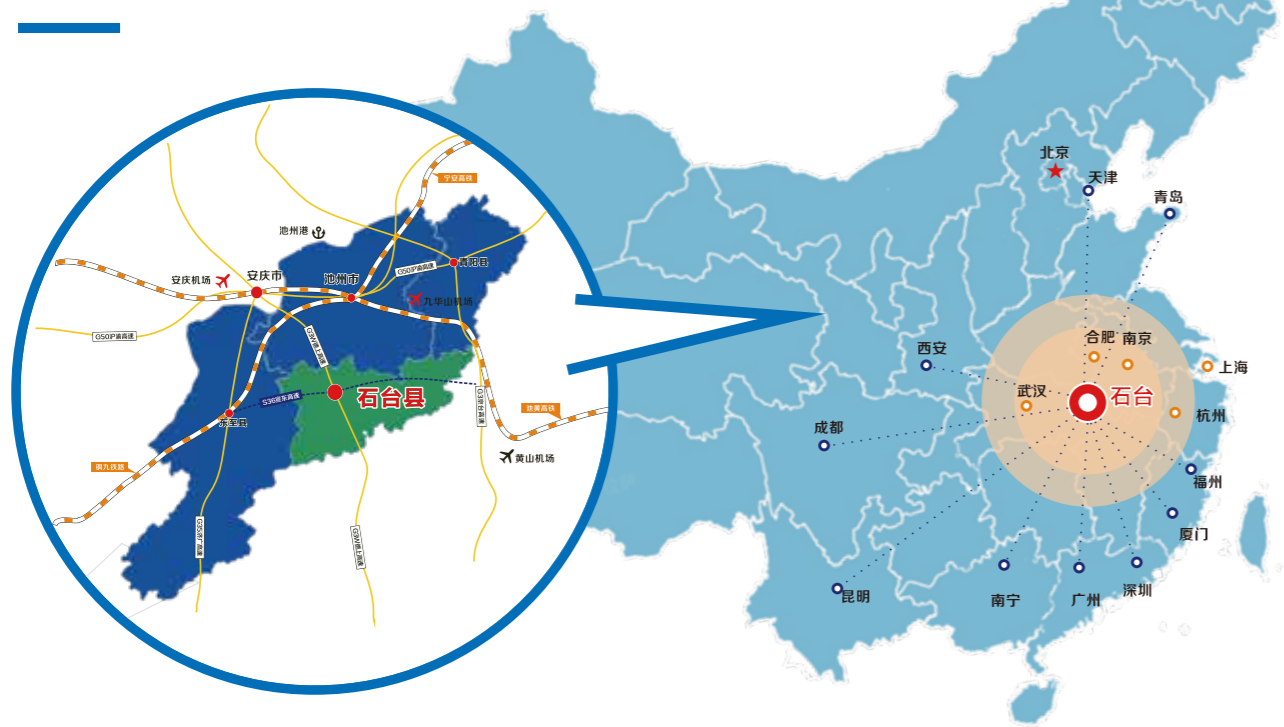 宁安高铁
池州港
安庆机场
安庆市
池州市
G50沪渝高速
青阳县
九华山机场
G50沪渝高速
G3W德上高速
S36宣东高速
石台县
G3京台高速
东至县
池黄高铁
铜九铁路
黄山机场
G35济广高速
G3W德上高速
北京
天津
青岛
合肥
南京
西安
上海
武汉
石台
杭州
成都
福州
厦门
昆明
南宁
广州
深圳